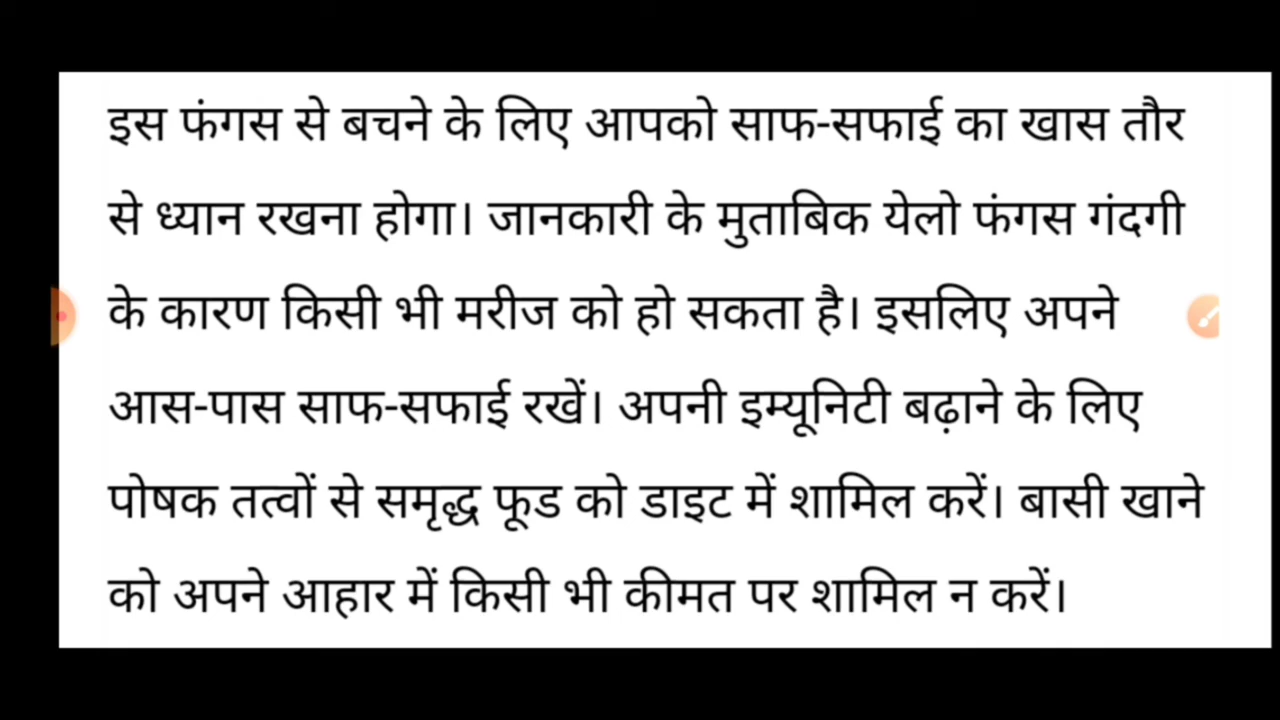 इस फंगस से बचने के लिए आपको साफ-सफाई का खास तौर
से ध्यान रखना होगा। जानकारी के मुताबिक येलो फंगस गंदगी
के कारण किसी भी मरीज को हो सकता है। इसलिए अपने
आस-पास साफ-सफाई रखें। अपनी इम्यूनिटी बढ़ाने के लिए
पोषक तत्वों से समृद्ध फूड को डाइट में शामिल करें। बासी खाने
को अपने आहार में किसी भी कीमत पर शामिल न करें।